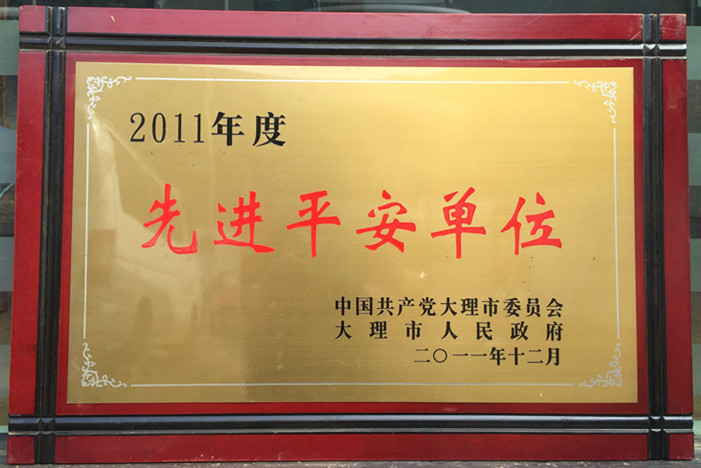 2011年度
先进平安单位
中国共产党大理市委员会
大理市人民政府
二〇一一年十二月